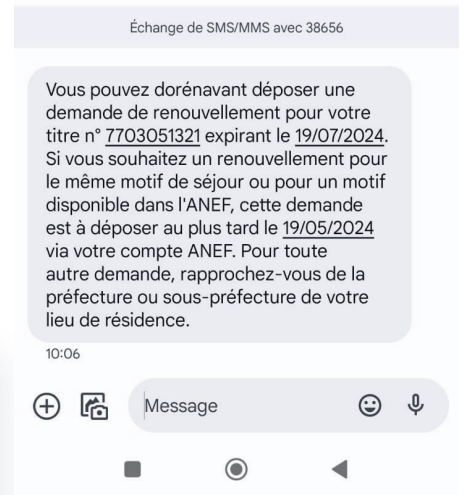 Échange de SMS/MMS avec 38656
Vous pouvez dorénavant déposer une
demande de renouvellement pour votre
titre n° 7703051321 expirant le 19/07/2024.
Si vous souhaitez un renouvellement pour
le même motif de séjour ou pour un motif
disponible dans l'ANEF, cette demande
est à déposer au plus tard le 19/05/2024
via votre compte ANEF. Pour toute
autre demande, rapprochez-vous de la
préfecture ou sous-préfecture de votre
lieu de résidence.
10:06
Message